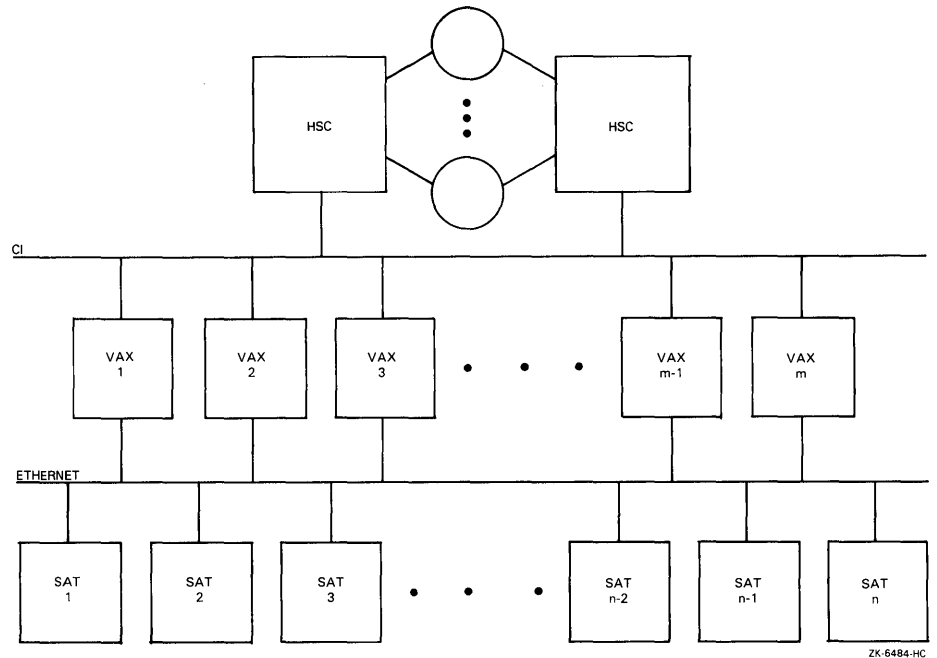 HSC
HSC
CI
VAX
1
VAX
2
VAX
3
VAX
m-1
VAX
m
ETHERNET
SAT
1
SAT
2
SAT
3
SAT
n-2
SAT
n-1
SAT
n
ZK-6484-HC